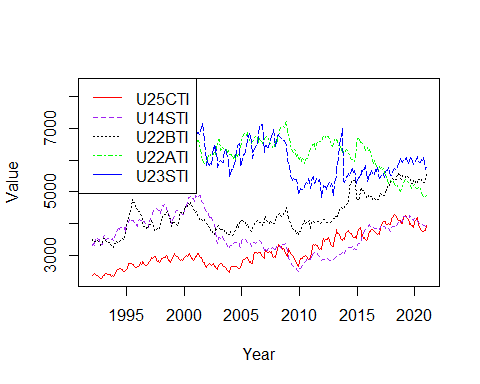 U25CTI
U14STI
U22BTI
U22ATI
U23STI
Value
3000
5000
7000
1995
2000
2005
2010
2015
2020
Year